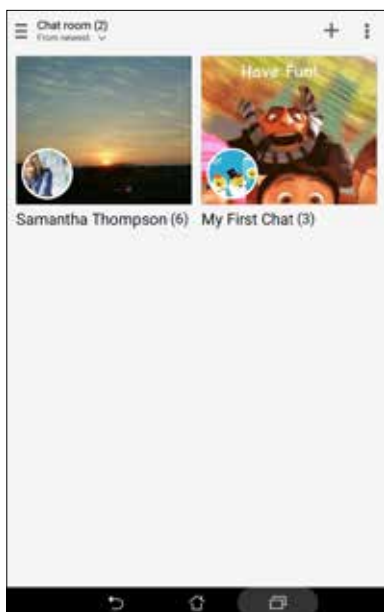 Chat room (2)
From newest
Have Fun!
Samantha Thompson (6)
My First Chat (3)